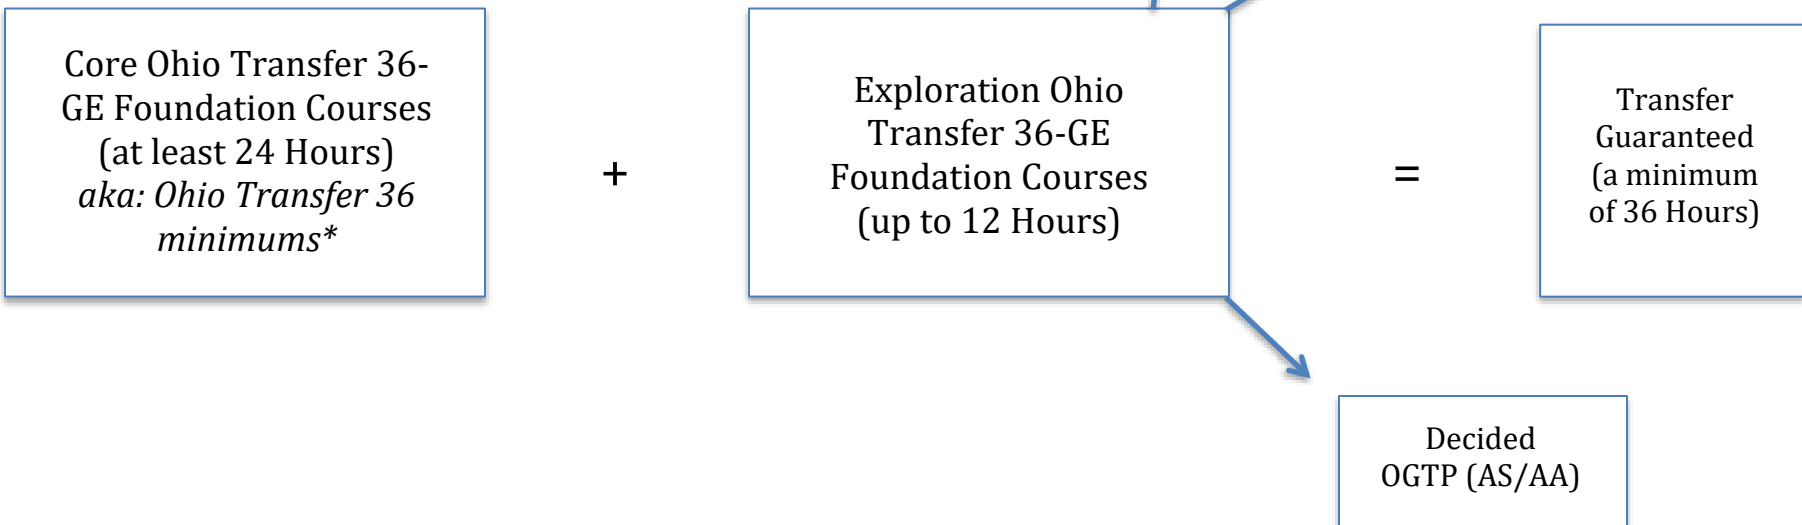 Core Ohio Transfer 36-
GE Foundation Courses
(at least 24 Hours)
aka: Ohio Transfer 36
minimums*
+
Exploration Ohio
Transfer 36-GE
Foundation Courses
(up to 12 Hours)
=
Transfer
Guaranteed
(a minimum
of 36 Hours)
Decided
OGTP (AS/AA)